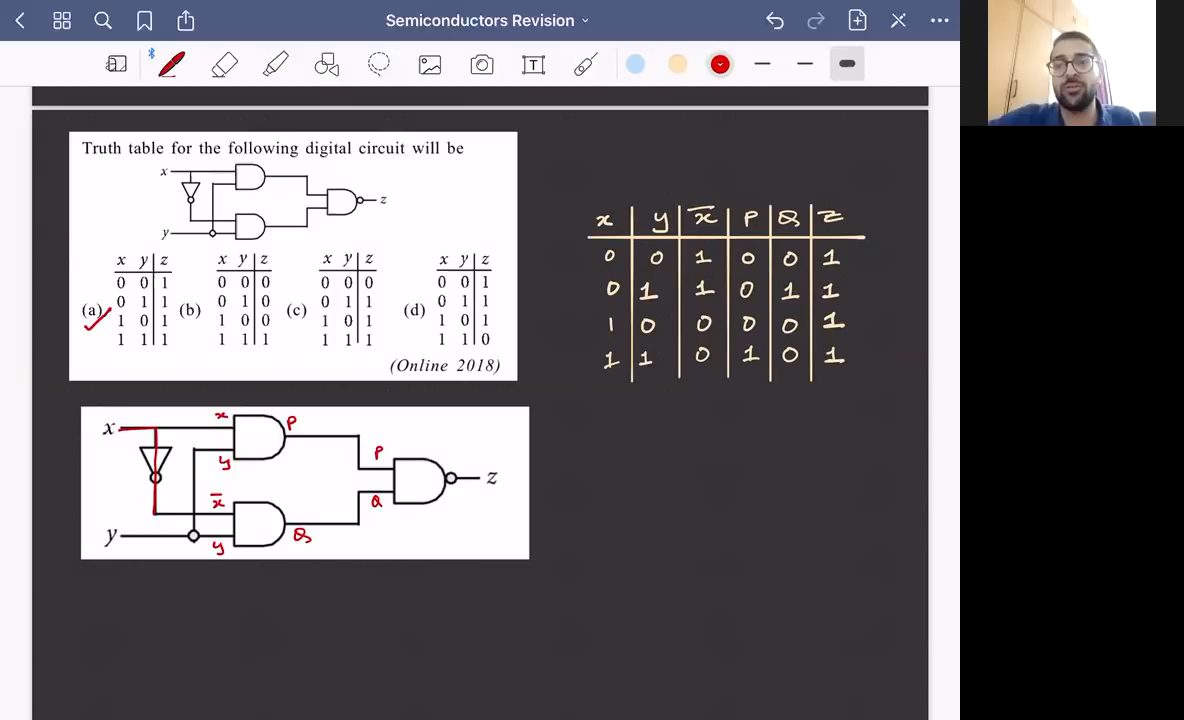 Semiconductors Revision
T
Truth table for the following digital circuit will be
x
z
y
x y z x y z x y z x y z
0 0 1 0 0 0 0 0 0 0 0 1
0 1 1 0 1 0 0 1 1 0 1 1
(a) (b) (c) (d)
1 0 1 1 0 0 1 0 1 1 0 1
1 1 1 1 1 1 1 1 1 1 1 0
(Online 2018)
x y x̅ P Q Z
0 0 1 0 0 1
0 1 1 0 1 1
1 0 0 0 0 1
1 1 0 1 0 1
x x P
y P
x̅ Q z
y y Q